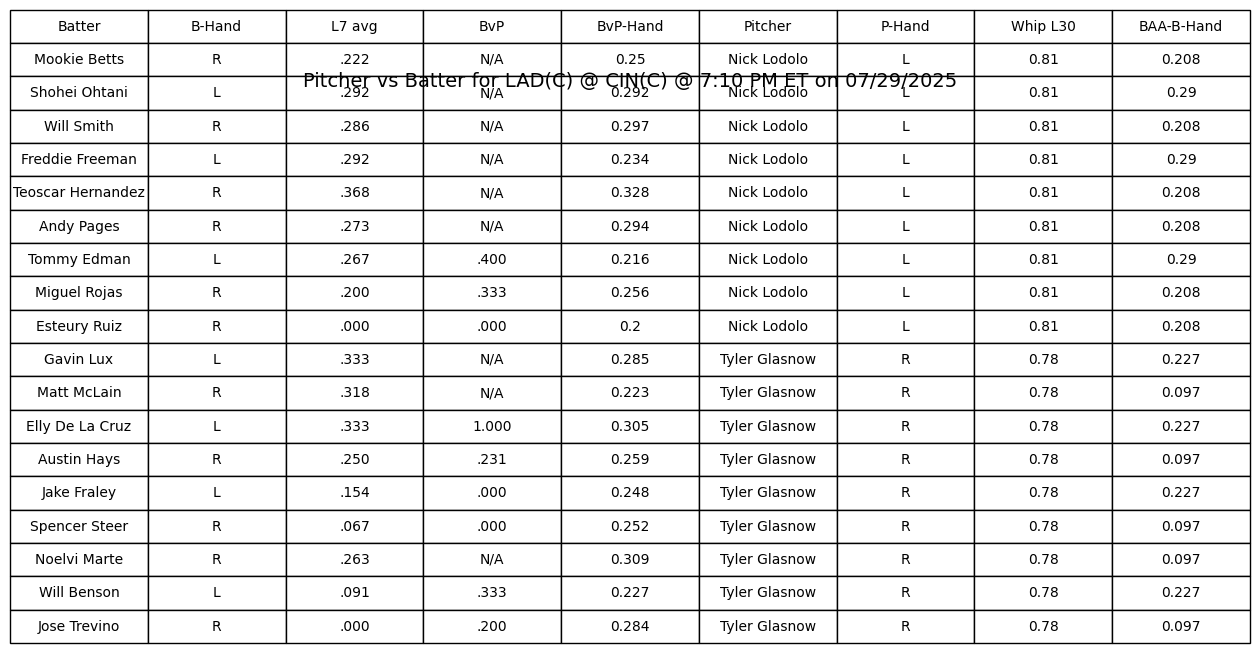 Batter B-Hand L7 avg BvP BvP-Hand Pitcher P-Hand Whip L30 BAA-B-Hand
Mookie Betts R .222 N/A 0.25 Nick Lodolo L 0.81 0.208
Pitcher vs Batter for LAD(C) @ CIN(C) @ 7:10 PM ET on 07/29/2025
Shohei Ohtani L .292 N/A 0.292 Nick Lodolo L 0.81 0.29
Will Smith R .286 N/A 0.297 Nick Lodolo L 0.81 0.208
Freddie Freeman L .292 N/A 0.234 Nick Lodolo L 0.81 0.29
Teoscar Hernandez R .368 N/A 0.328 Nick Lodolo L 0.81 0.208
Andy Pages R .273 N/A 0.294 Nick Lodolo L 0.81 0.208
Tommy Edman L .267 .400 0.216 Nick Lodolo L 0.81 0.29
Miguel Rojas R .200 .333 0.256 Nick Lodolo L 0.81 0.208
Esteury Ruiz R .000 .000 0.2 Nick Lodolo L 0.81 0.208
Gavin Lux L .333 N/A 0.285 Tyler Glasnow R 0.78 0.227
Matt McLain R .318 N/A 0.223 Tyler Glasnow R 0.78 0.097
Elly De La Cruz L .333 1.000 0.305 Tyler Glasnow R 0.78 0.227
Austin Hays R .250 .231 0.259 Tyler Glasnow R 0.78 0.097
Jake Fraley L .154 .000 0.248 Tyler Glasnow R 0.78 0.227
Spencer Steer R .067 .000 0.252 Tyler Glasnow R 0.78 0.097
Noelvi Marte R .263 N/A 0.309 Tyler Glasnow R 0.78 0.097
Will Benson L .091 .333 0.227 Tyler Glasnow R 0.78 0.227
Jose Trevino R .000 .200 0.284 Tyler Glasnow R 0.78 0.097